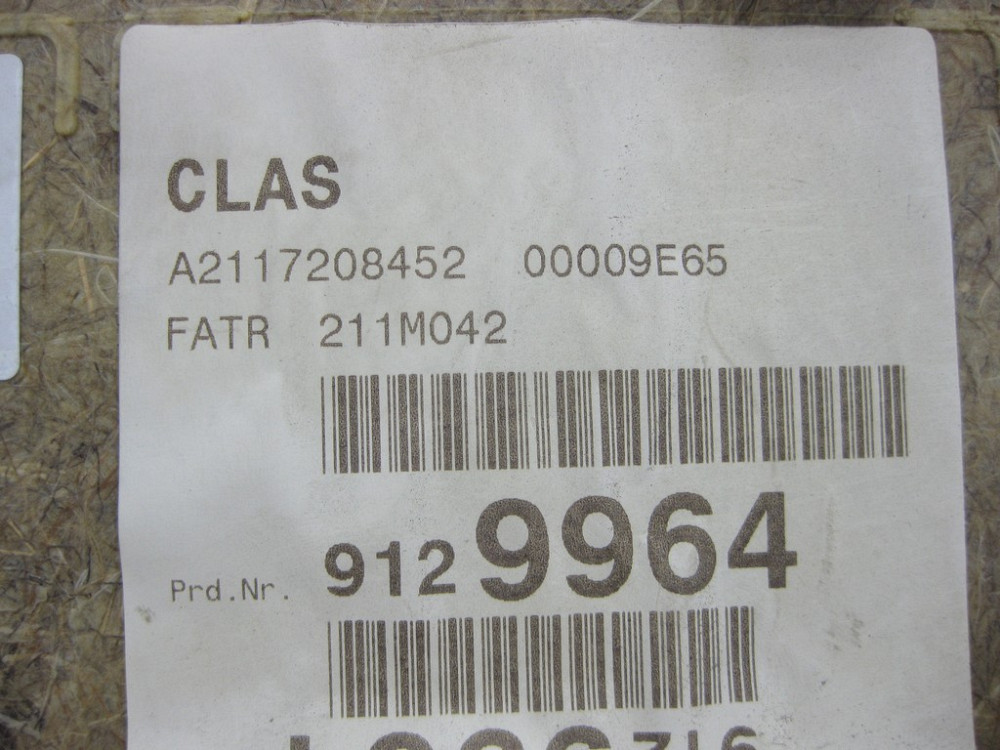 CLAS
A2117208452 00009E65
FATR 211M042
Prd.Nr. 9129964